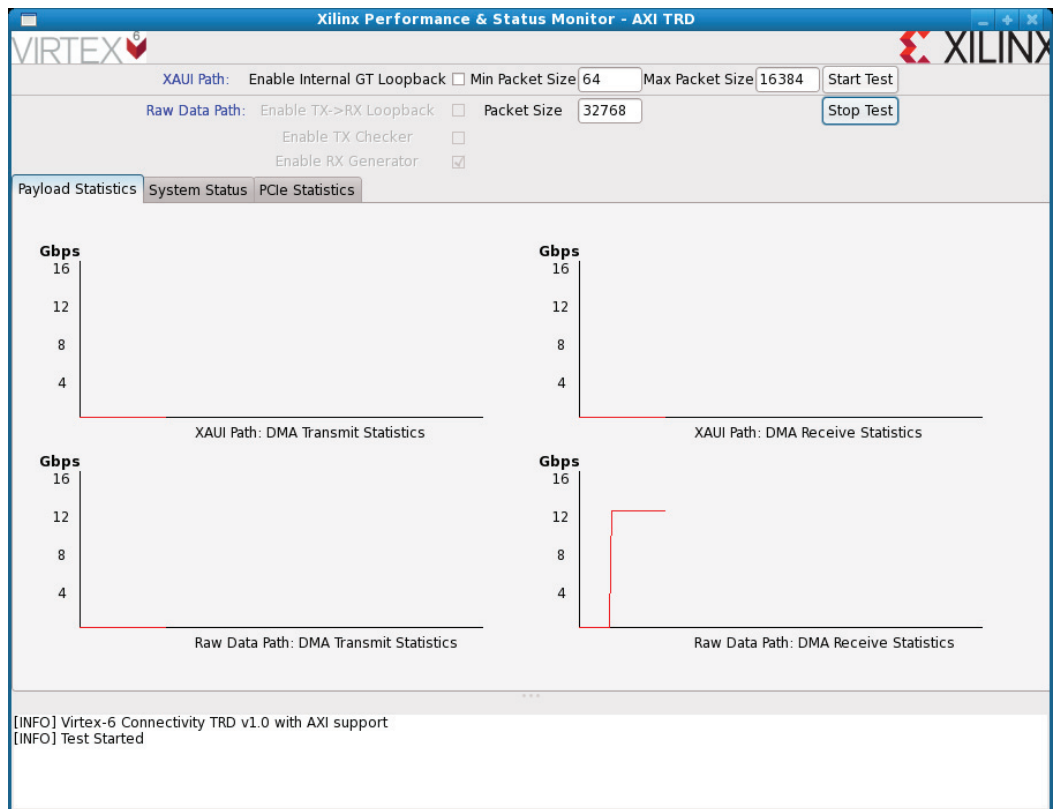 Xilinx Performance & Status Monitor - AXI TRD
VIRTEX 6
XILINX
XAUI Path: Enable Internal GT Loopback Min Packet Size 64 Max Packet Size 16384 Start Test
Raw Data Path: Enable TX->RX Loopback Packet Size 32768 Stop Test
Enable TX Checker
Enable RX Generator
Payload Statistics System Status PCIe Statistics
Gbps
16
12
8
4
XAUI Path: DMA Transmit Statistics
Gbps
16
12
8
4
XAUI Path: DMA Receive Statistics
Gbps
16
12
8
4
Raw Data Path: DMA Transmit Statistics
Gbps
16
12
8
4
Raw Data Path: DMA Receive Statistics
[INFO] Virtex-6 Connectivity TRD v1.0 with AXI support
[INFO] Test Started